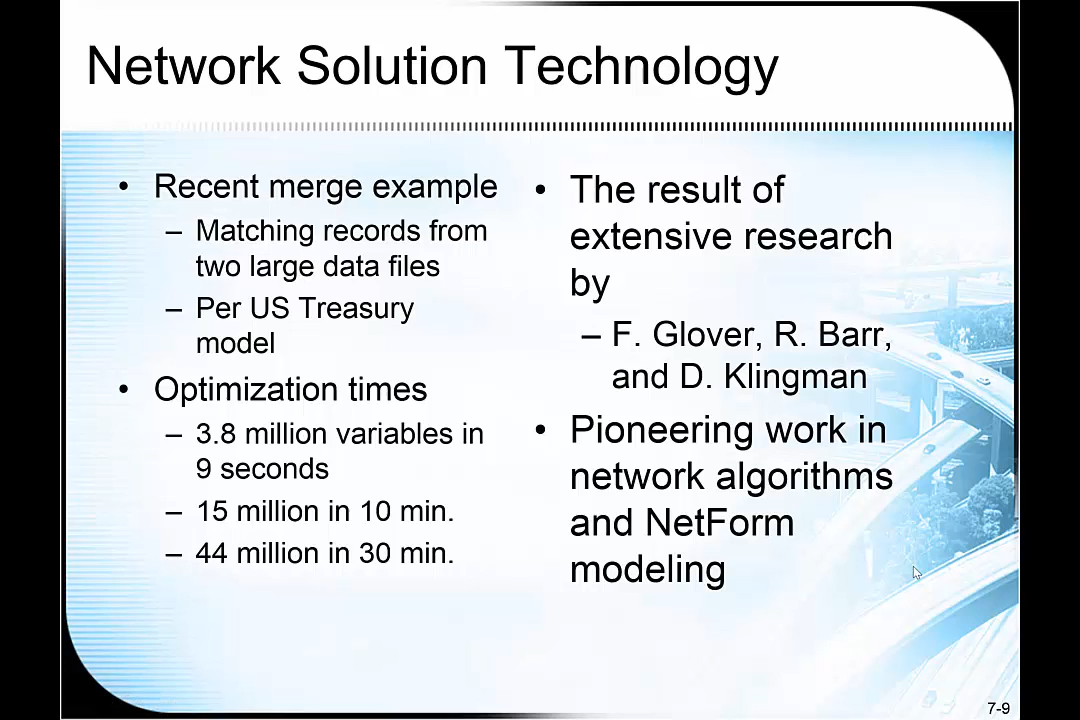 Network Solution Technology
• Recent merge example
– Matching records from
two large data files
– Per US Treasury
model
• Optimization times
– 3.8 million variables in
9 seconds
– 15 million in 10 min.
– 44 million in 30 min.
• The result of
extensive research
by
– F. Glover, R. Barr,
and D. Klingman
• Pioneering work in
network algorithms
and NetForm
modeling
7-9